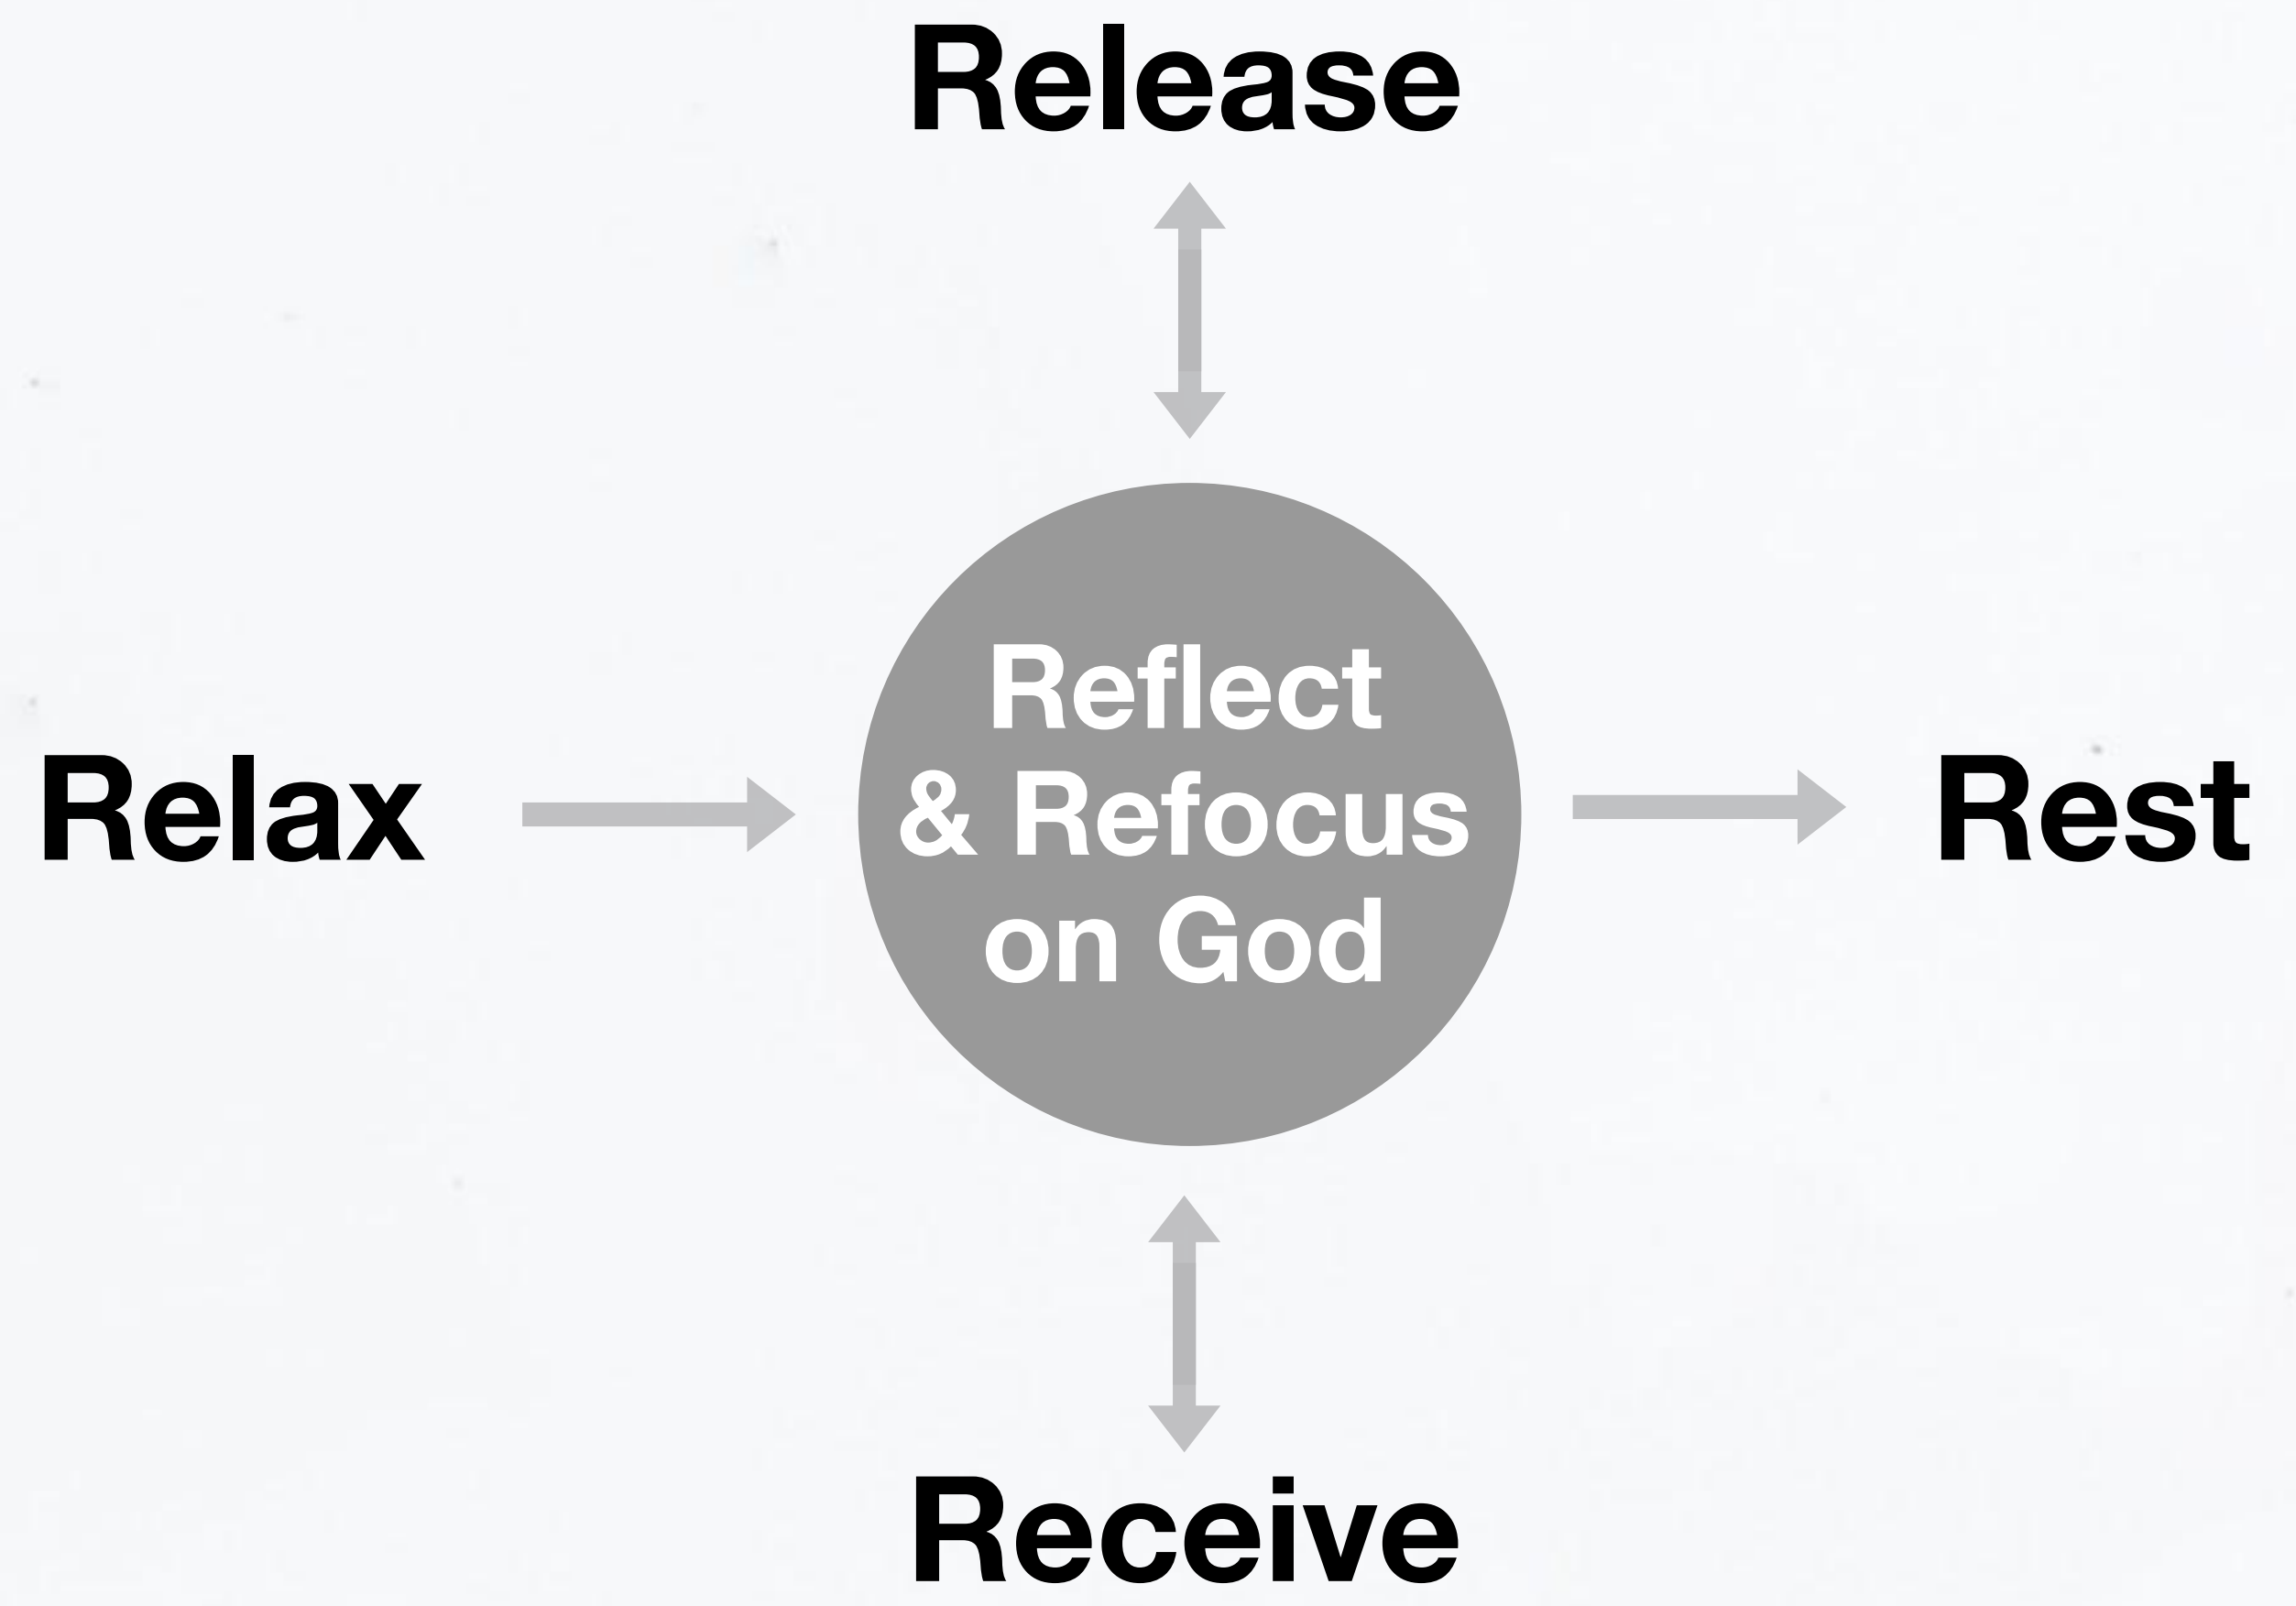 Release
Reflect
& Refocus
on God
Relax
Rest
Receive